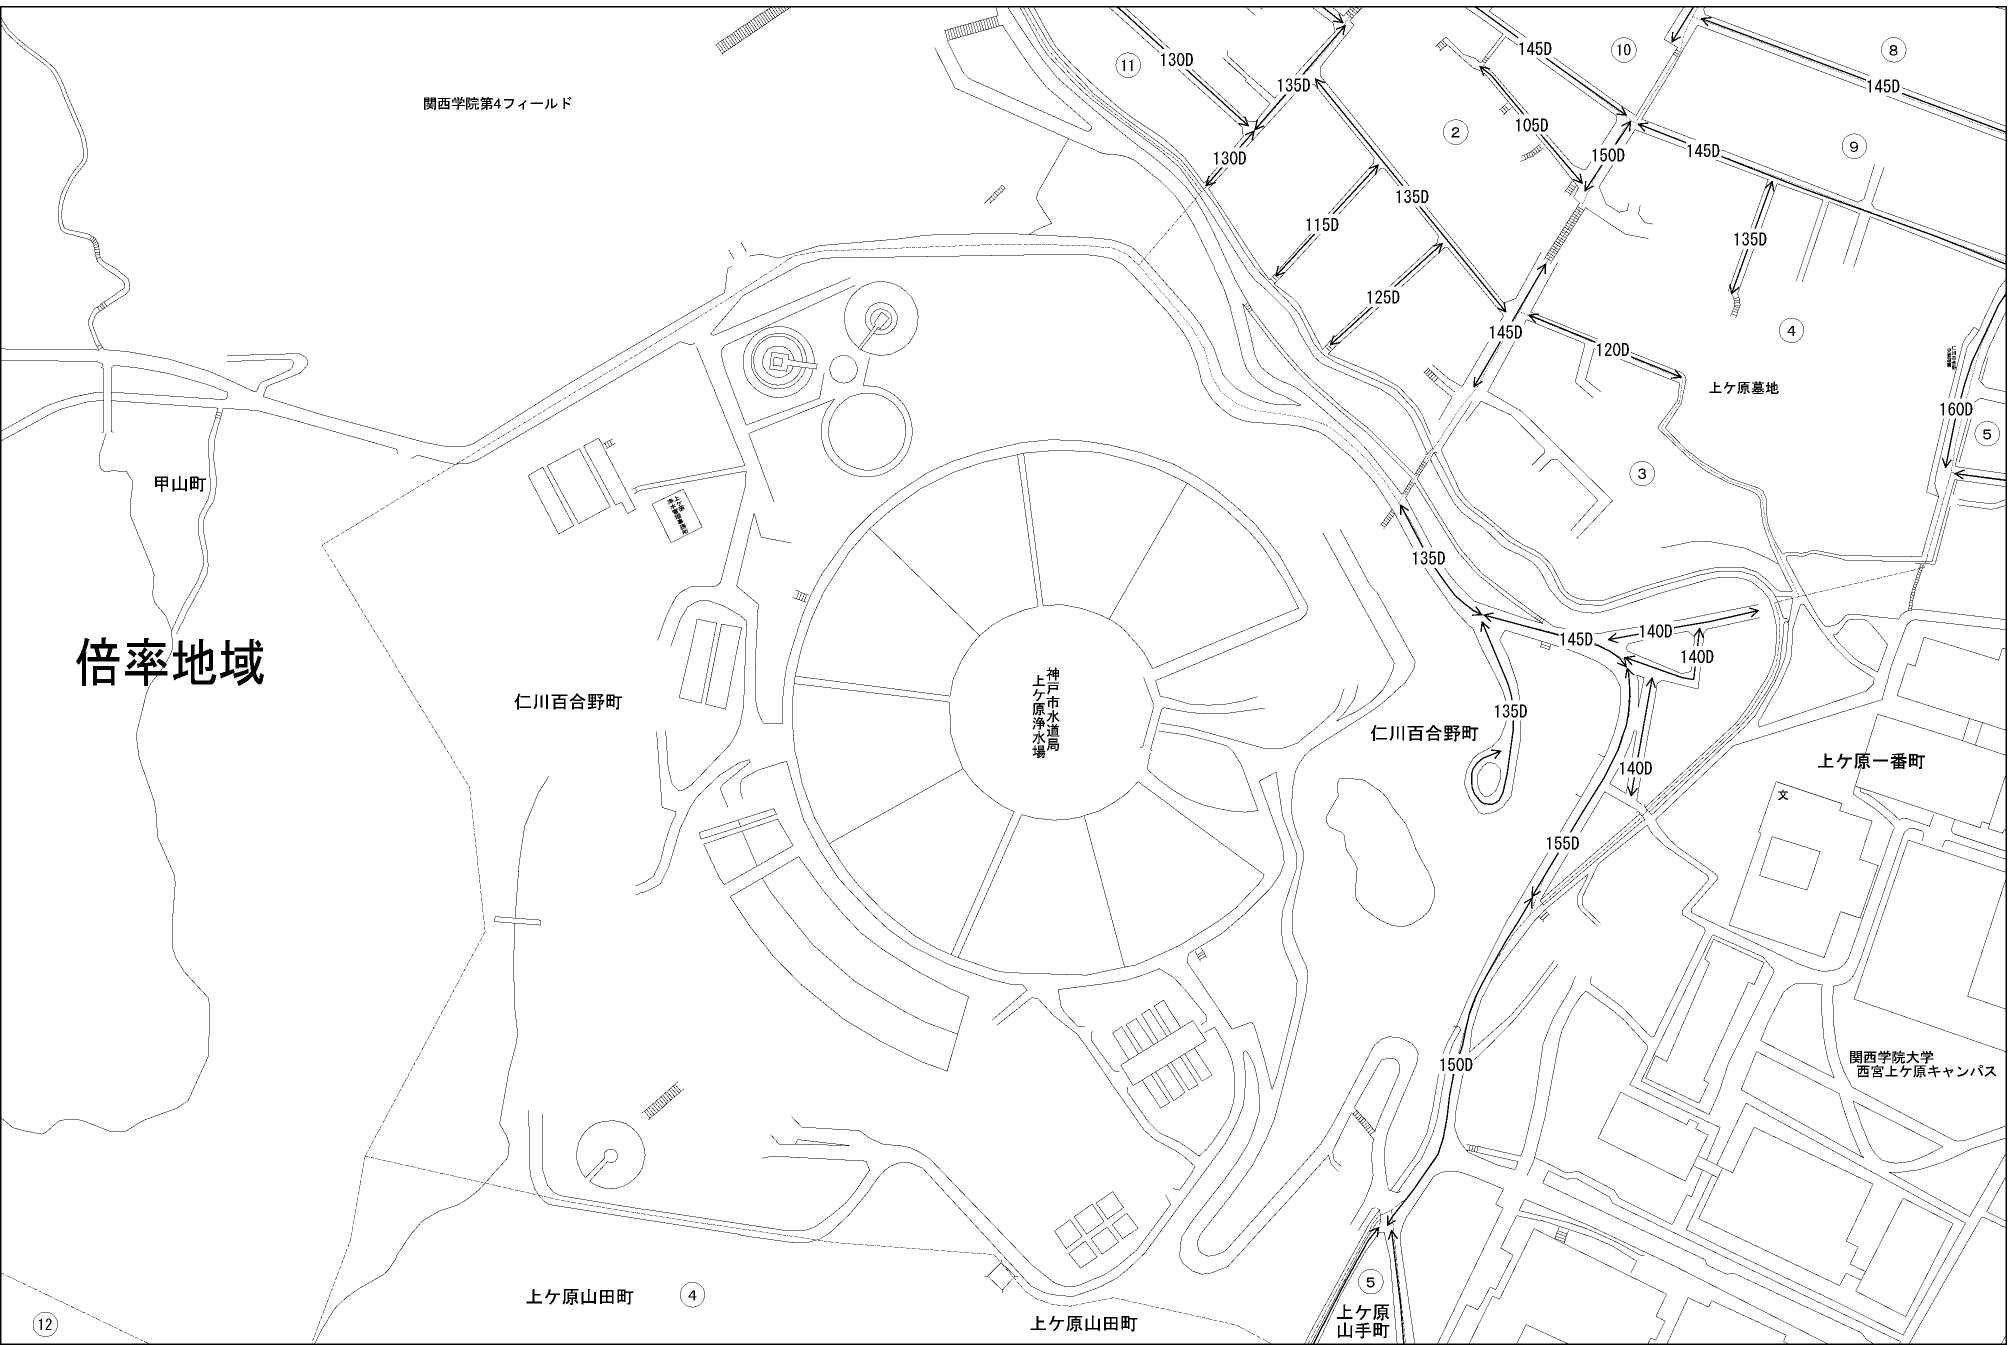 ⑪
130D
135D
145D
⑩
⑧
145D
関西学院第4フィールド
②
105D
150D
145D
⑨
130D
135D
115D
135D
125D
145D
120D
④
上ケ原墓地
160D
⑤
③
甲山町
135D
倍率地域
仁川百合野町
神戸市水道局
上ケ原浄水場
仁川百合野町
145D
140D
140D
135D
140D
上ケ原一番町
文
155D
150D
関西学院大学
西宮上ケ原キャンパス
上ケ原山田町
④
上ケ原山田町
⑤
上ケ原
山手町
⑫